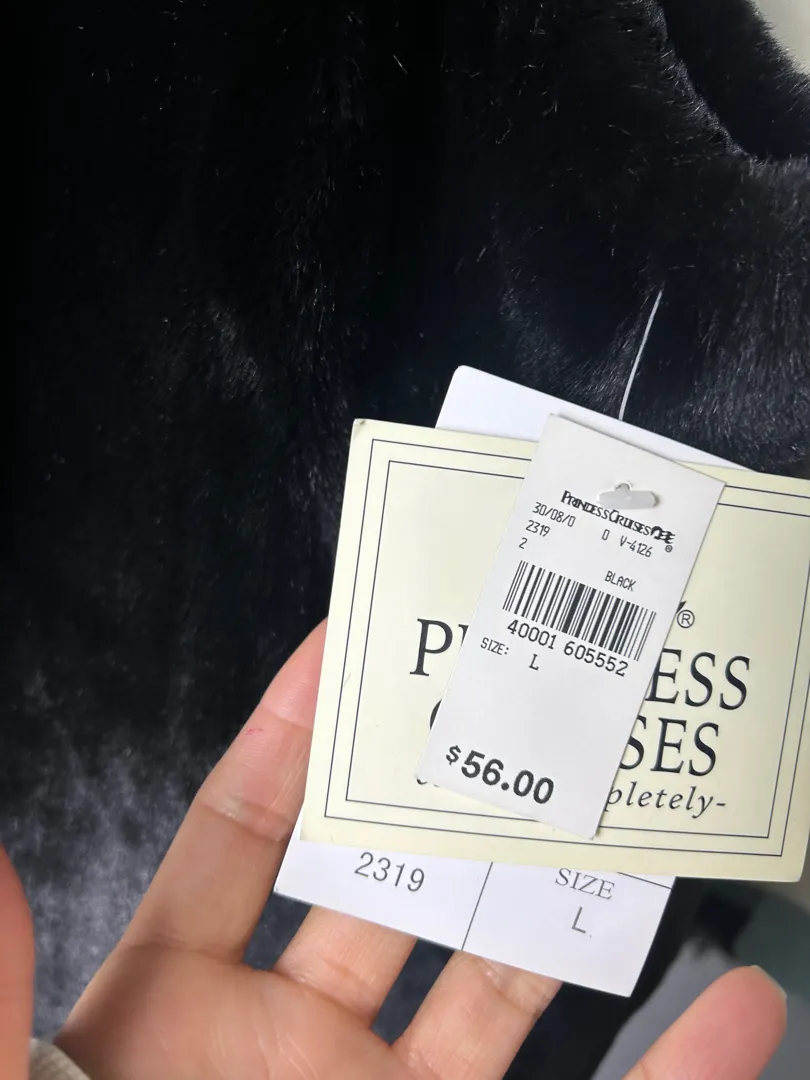 PRINCESS CRUISES
30/08/0 0 V-4126
2319
2
BLACK
40001 605552
SIZE: L
$56.00
®
P ESS
SES
pletely-
2319
SIZE
L